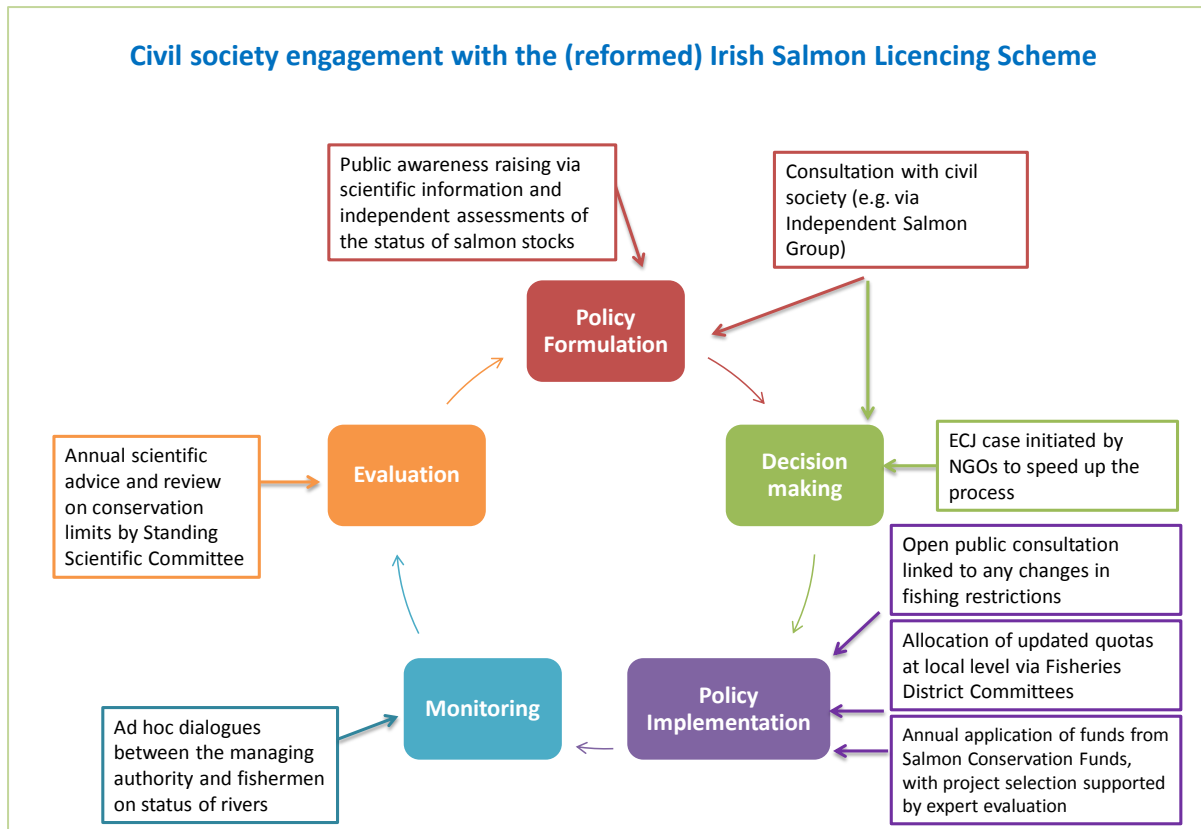 Civil society engagement with the (reformed) Irish Salmon Licencing Scheme
Public awareness raising via
scientific information and
independent assessments of
the status of salmon stocks
Consultation with civil
society (e.g. via
Independent Salmon
Group)
Policy
Formulation
Annual scientific
advice and review
on conservation
limits by Standing
Scientific Committee
Evaluation
Decision
making
ECJ case initiated by
NGOs to speed up the
process
Open public consultation
linked to any changes in
fishing restrictions
Allocation of updated quotas
at local level via Fisheries
District Committees
Annual application of funds from
Salmon Conservation Funds,
with project selection supported
by expert evaluation
Policy
Implementation
Monitoring
Ad hoc dialogues
between the managing
authority and fishermen
on status of rivers